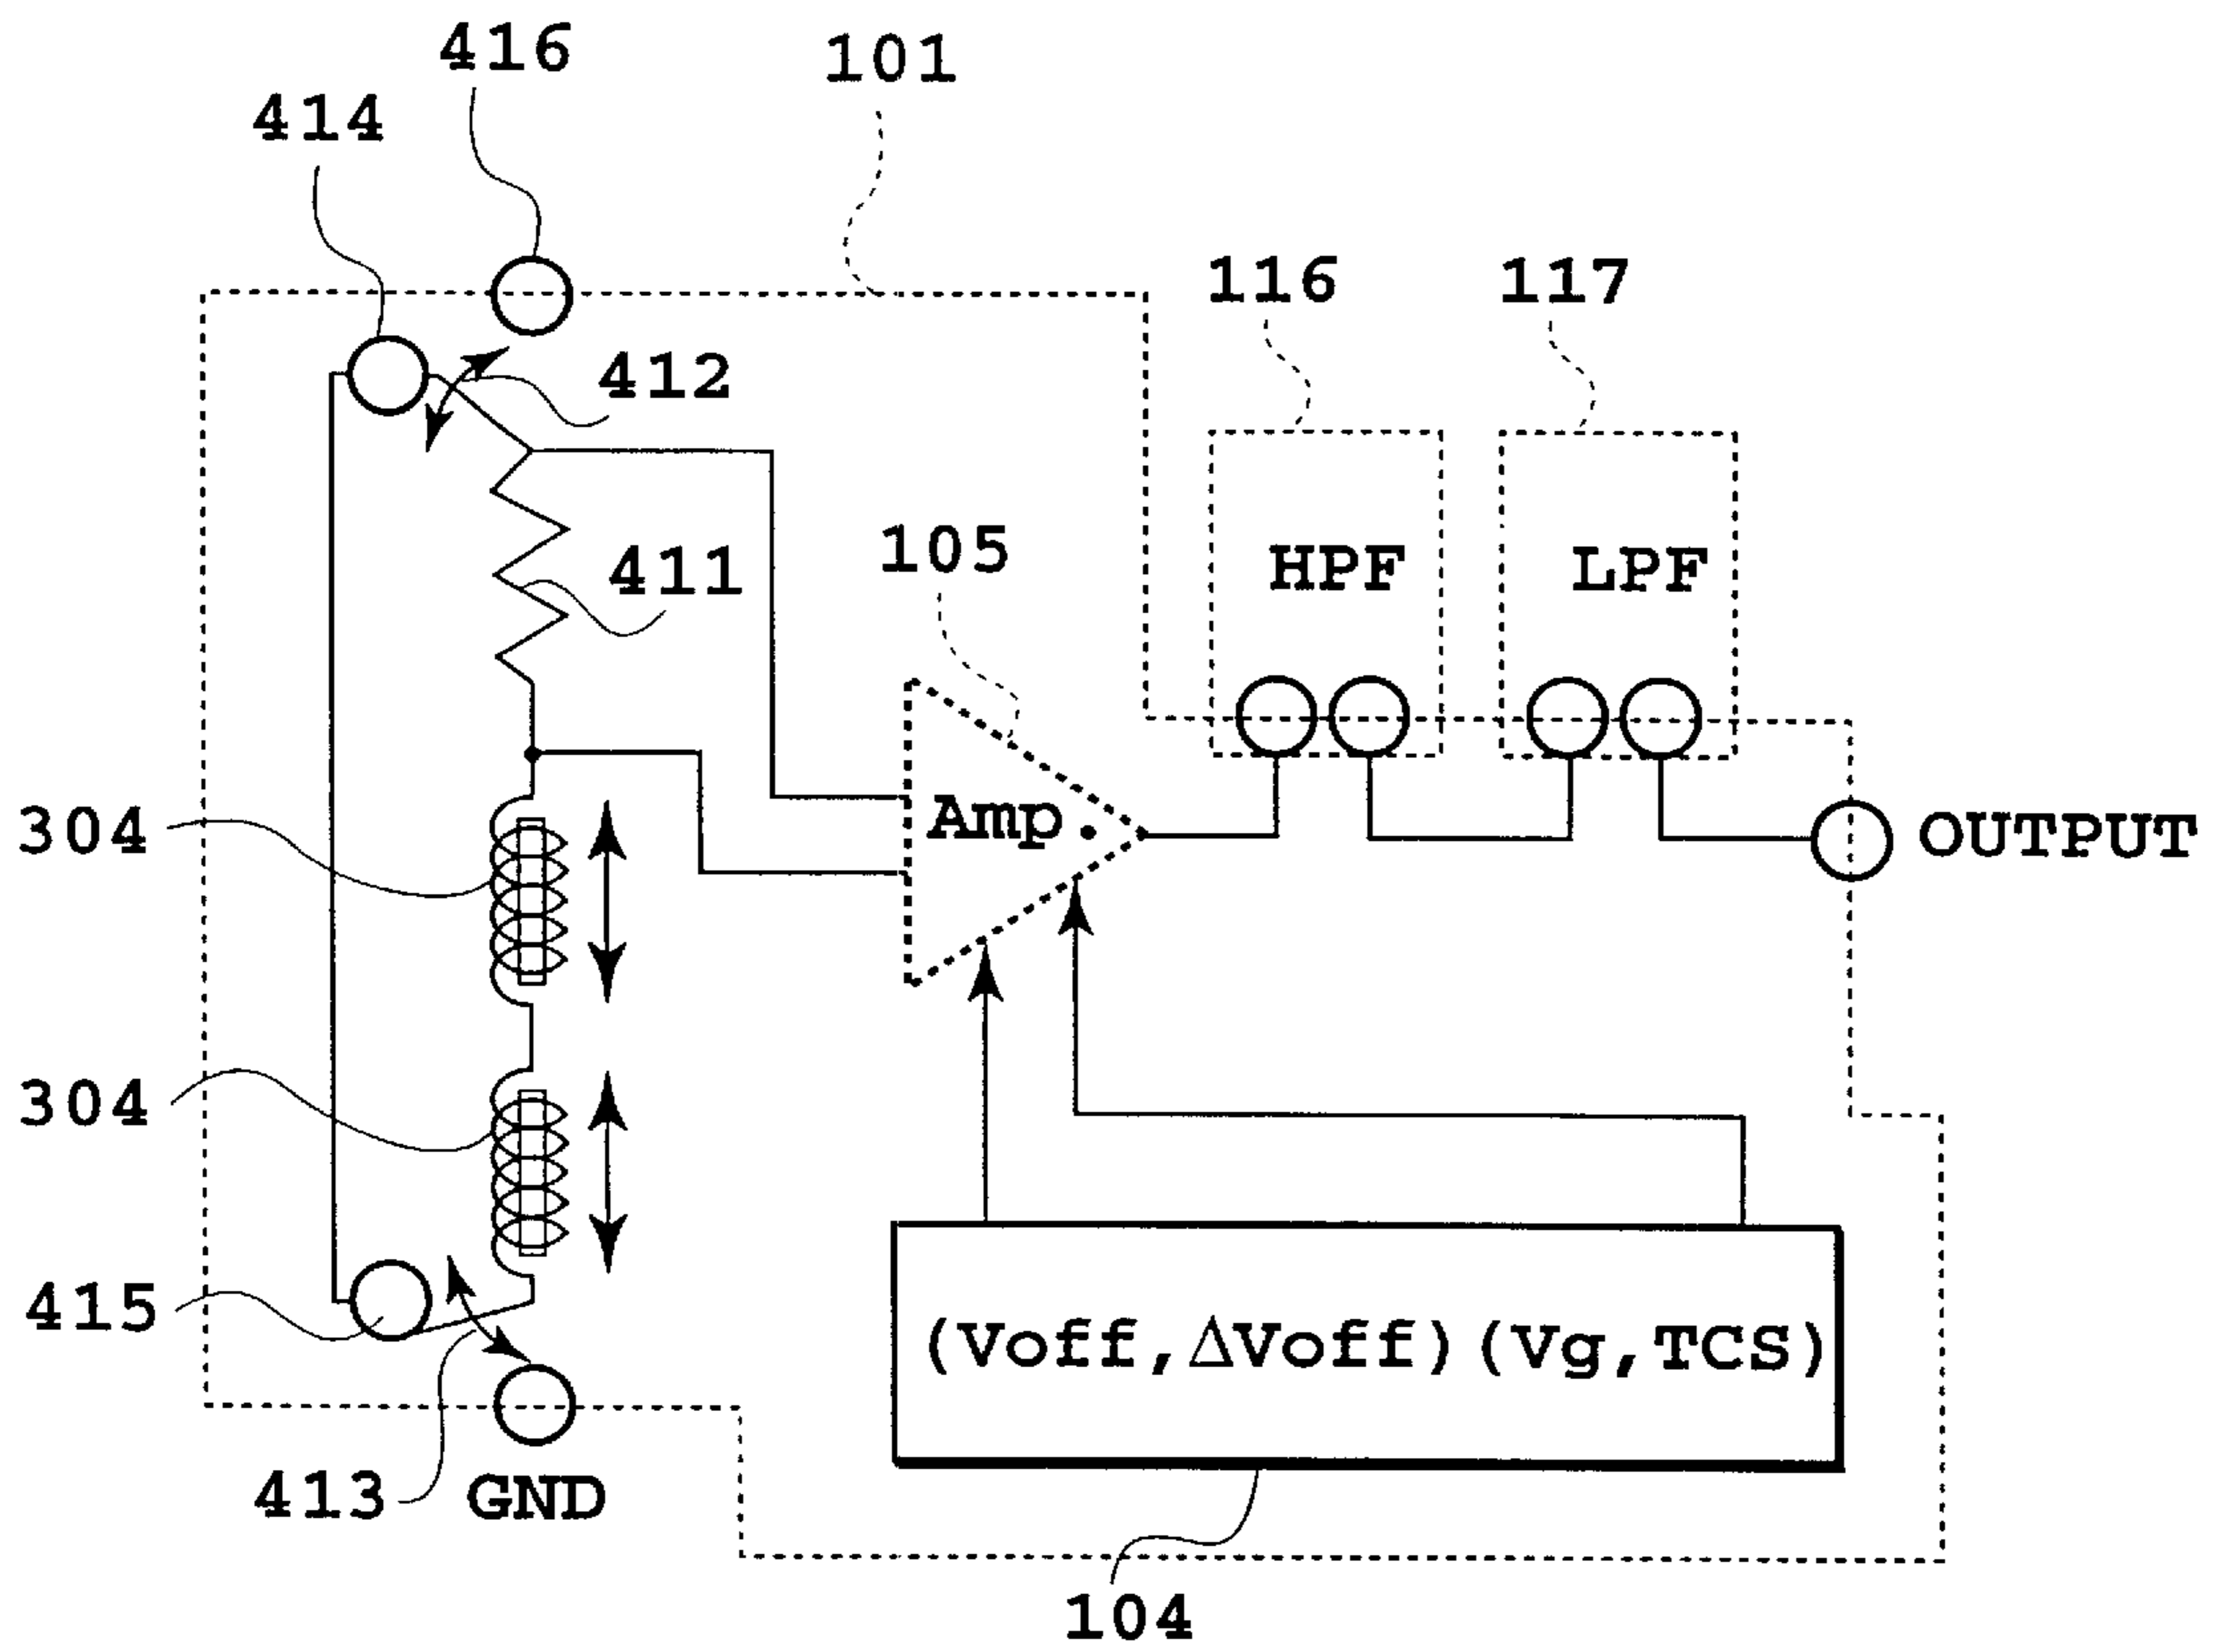 416
101
414
116
117
412
105
HPF
LPF
411
Amp.
304
OUTPUT
304
415
(Voff,ΔVoff)(Vg,TCS)
413
GND
104